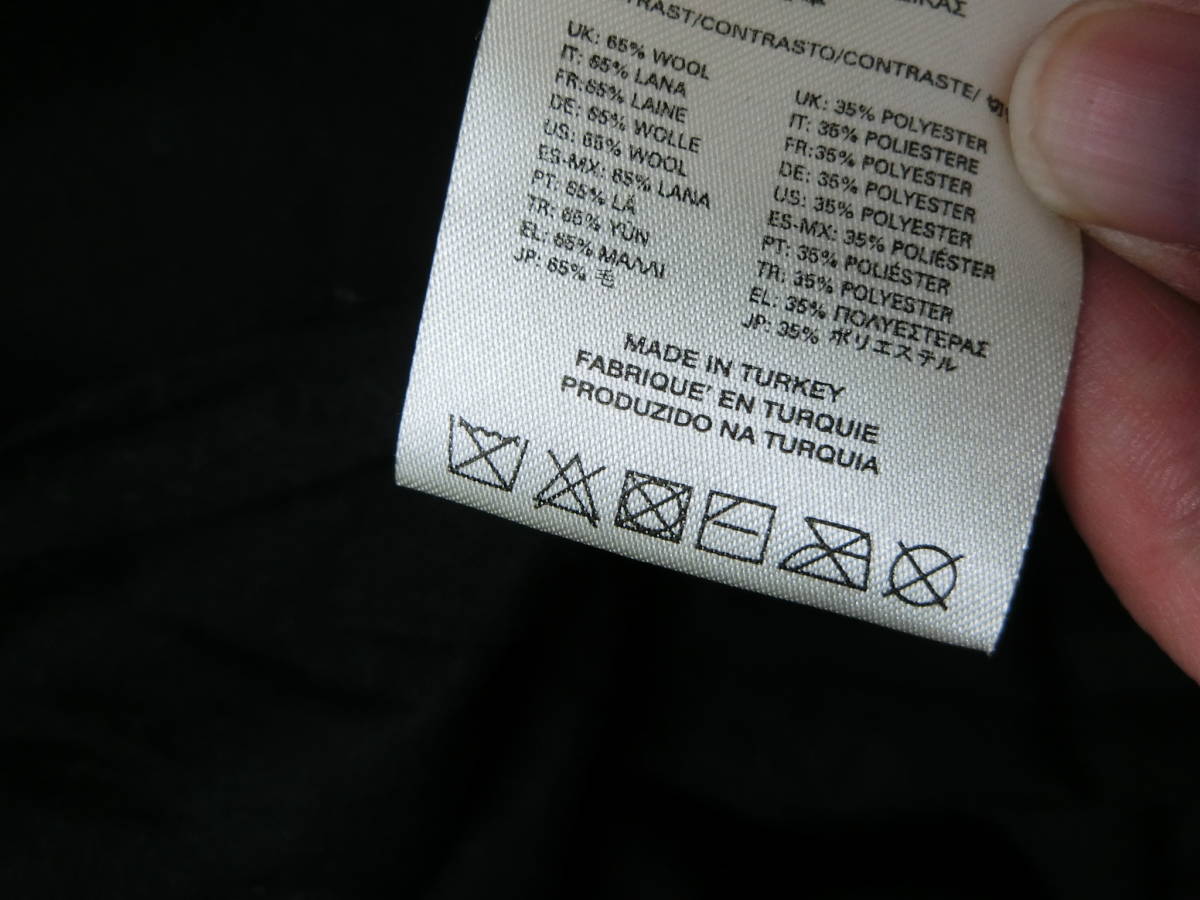 TRAST/CONTRASTO/CONTRASTE/
UK: 65% WOOL
IT: 65% LANA
FR:65% LAINE
DE: 65% WOLLE
US: 65% WOOL
ES-MX: 65% LANA
PT: 65% LÃ
TR: 65% YÜN
EL: 65% ΜΑΛΛΙ
JP: 65% 毛
UK: 35% POLYESTER
IT: 35% POLIESTERE
FR:35% POLYESTER
DE: 35% POLYESTER
US: 35% POLYESTER
ES-MX: 35% POLIÉSTER
PT: 35% POLIÉSTER
TR: 35% POLYESTER
EL: 35% ΠΟΛΥΕΣΤΕΡΑΣ
JP: 35% ポリエステル
MADE IN TURKEY
FABRIQUE' EN TURQUIE
PRODUZIDO NA TURQUIA